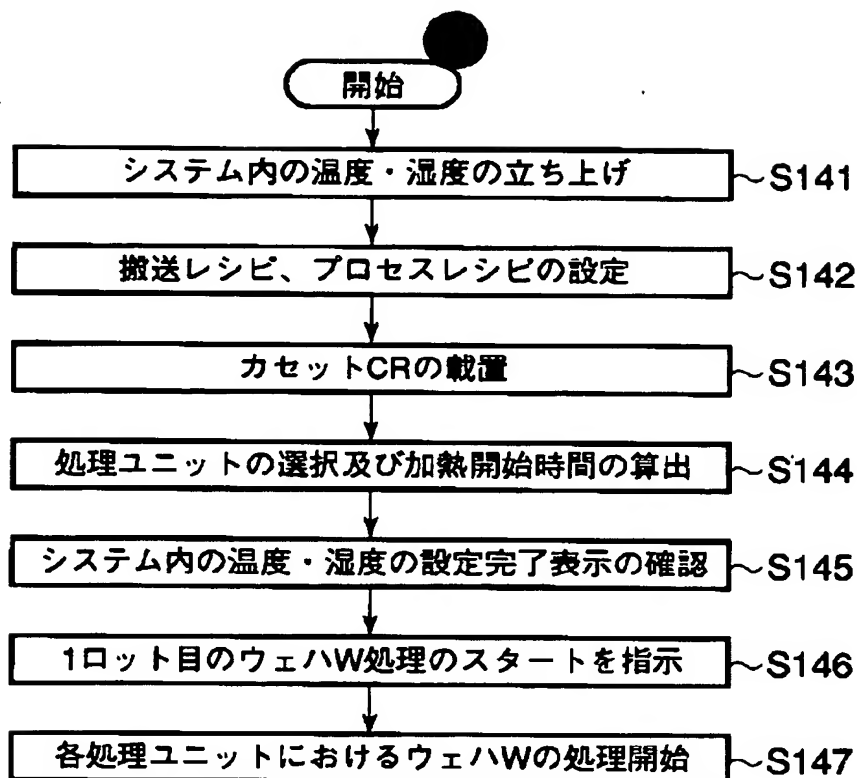 開始
システム内の温度・湿度の立ち上げ ~S141
搬送レシピ、プロセスレシピの設定 ~S142
カセットCRの載置 ~S143
処理ユニットの選択及び加熱開始時間の算出 ~S144
システム内の温度・湿度の設定完了表示の確認 ~S145
1ロット目のウェハW処理のスタートを指示 ~S146
各処理ユニットにおけるウェハWの処理開始 ~S147